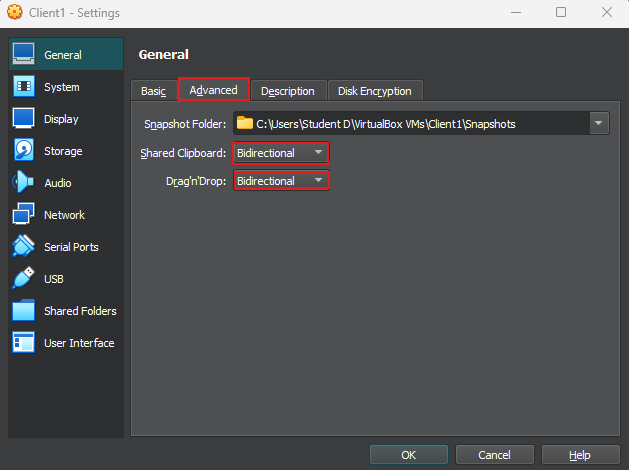 Client1 - Settings
General
System
Display
Storage
Audio
Network
Serial Ports
USB
Shared Folders
User Interface
General
Basic Advanced Description Disk Encryption
Snapshot Folder: C:\Users\Student D\VirtualBox VMs\Client1\Snapshots
Shared Clipboard: Bidirectional
Drag'n'Drop: Bidirectional
OK Cancel Help